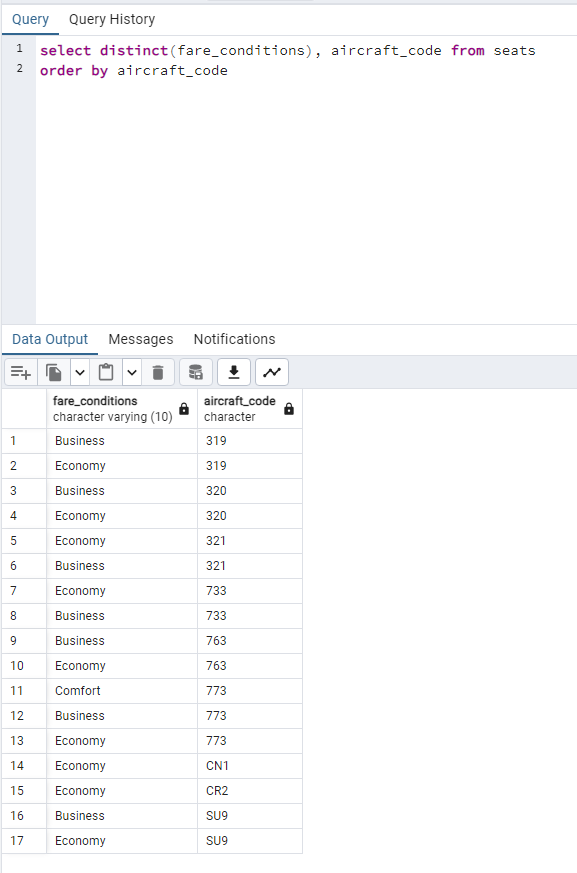 Query Query History
1 select distinct(fare_conditions), aircraft_code from seats
2 order by aircraft_code
Data Output Messages Notifications
fare_conditions aircraft_code
character varying (10) character
1 Business 319
2 Economy 319
3 Business 320
4 Economy 320
5 Economy 321
6 Business 321
7 Economy 733
8 Business 733
9 Business 763
10 Economy 763
11 Comfort 773
12 Business 773
13 Economy 773
14 Economy CN1
15 Economy CR2
16 Business SU9
17 Economy SU9